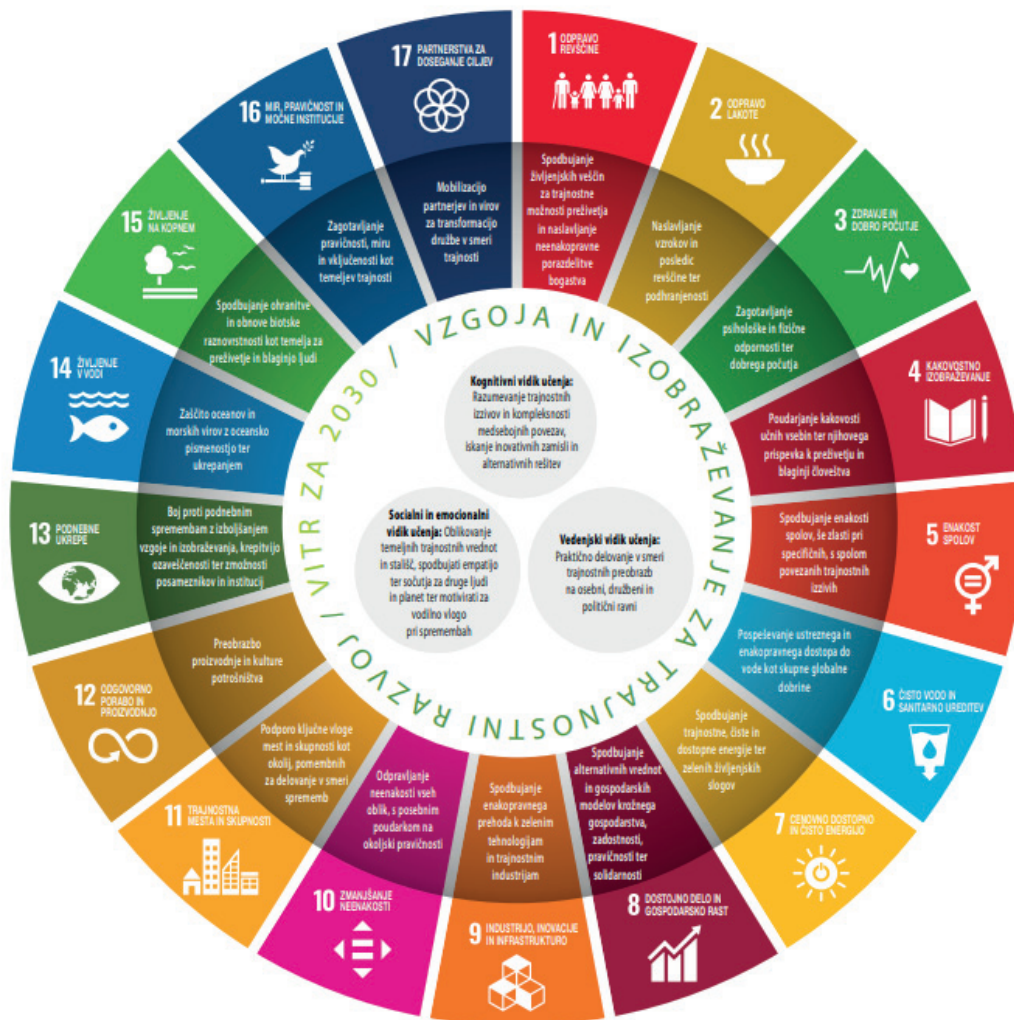 1 ODPRAVO
REVŠČINE
Spodbujanje
življenjskih veščin
za trajnostne
možnosti preživetja
in naslavljanje
neenakopravne
porazdelitve
bogastva
2 ODPRAVO
LAKOTE
Naslavljanje
vzrokov in
posledic
revščine ter
podhranjenosti
3 ZDRAVJE IN
DOBRO POČUTJE
Zagotavljanje
psihološke in fizične
odpornosti ter
dobrega počutja
4 KAKOVOSTNO
IZOBRAŽEVANJE
Poudarjanje kakovosti
učnih vsebin ter njihovega
prispevka k preživetju in
blaginji človeštva
5 ENAKOST
SPOLOV
Spodbujanje enakosti
spolov, še zlasti pri
specifičnih, s spolom
povezanih trajnostnih
izzivih
6 ČISTO VODO IN
SANITARNO UREDITEV
Pospeševanje ustreznega in
enakopravnega dostopa do
vode kot skupne globalne
dobrine
7 CENOVNO DOSTOPNO
IN ČISTO ENERGIJO
Spodbujanje
trajnostne, čiste in
dostopne energije ter
zelenih življenjskih
slogov
8 DOSTOJNO DELO IN
GOSPODARSKO RAST
Spodbujanje
alternativnih vrednot
in gospodarskih
modelov krožnega
gospodarstva,
zadostnosti,
pravičnosti ter
solidarnosti
9 INDUSTRIJO, INOVACIJE
IN INFRASTRUKTURO
Spodbujanje
enakopravnega
prehoda k zelenim
tehnologijam
in trajnostnim
industrijam
10 ZMANJŠANJE
NEENAKOSTI
Odpravljanje
neenakosti vseh
oblik, s posebnim
poudarkom na
okoljski pravičnosti
11 TRAJNOSTNA
MESTA IN SKUPNOSTI
Podporo ključne vloge
mest in skupnosti kot
okolij, pomembnih
za delovanje v smeri
sprememb
12 ODGOVORNO
PORABO IN
PROIZVODNJO
Preobrazbo
proizvodnje in kulture
potrošništva
13 PODNEBNE
UKREPE
Boj proti podnebnim
spremembam z izboljšanjem
vzgoje in izobraževanja, krepitvijo
ozaveščenosti ter zmožnosti
posameznikov in institucij
14 ŽIVLJENJE
V VODI
Zaščito oceanov in
morskih virov z oceansko
pismenostjo ter
ukrepanjem
15 ŽIVLJENJE
NA KOPNEM
Spodbujanje ohranitve
in obnove biotske
raznovrstnosti kot temelja za
preživetje in blaginjo ljudi
16 MIR, PRAVIČNOST IN
MOČNE INSTITUCIJE
Zagotavljanje
pravičnosti, miru
in vključenosti kot
temeljev trajnosti
17 PARTNERSTVA ZA
DOSEGANJE CILJEV
Mobilizacijo
partnerjev in virov
za transformacijo
družbe v smeri
trajnosti
VITR ZA 2030 / VZGOJA IN IZOBRAŽEVANJE ZA TRAJNOSTNI RAZVOJ /
Kognitivni vidik učenja:
Razumevanje trajnostnih
izzivov in kompleksnosti
medsebojnih povezav,
iskanje inovativnih zamisli in
alternativnih rešitev
Socialni in emocionalni
vidik učenja: Oblikovanje
temeljnih trajnostnih vrednot
in stališč, spodbujati empatijo
ter sočutja za druge ljudi
in planet ter motivirati za
vodilno vlogo
pri spremembah
Vedenjski vidik učenja:
Praktično delovanje v smeri
trajnostnih preobrazb
na osebni, družbeni in
politični ravni